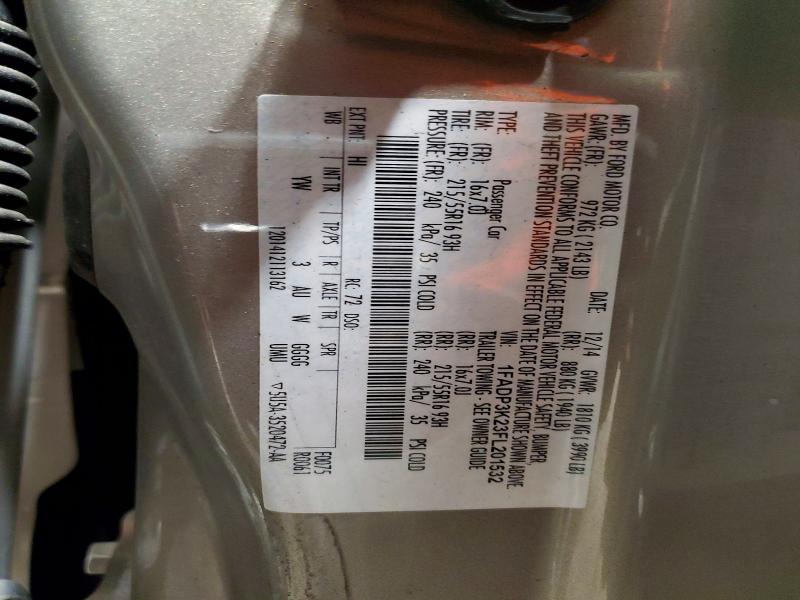 MFD. BY FORD MOTOR CO.
DATE: 12/14 GVWR: 1810 KG ( 3990 LB)
GAWR: (FR): 972 KG ( 2143 LB) (RR): 880 KG ( 1940 LB)
THIS VEHICLE CONFORMS TO ALL APPLICABLE FEDERAL MOTOR VEHICLE SAFETY, BUMPER,
AND THEFT PREVENTION STANDARDS IN EFFECT ON THE DATE OF MANUFACTURE SHOWN ABOVE.
VIN: 1FADP3K23FL201532
TYPE: Passenger Car TRAILER TOWING - SEE OWNER GUIDE
RIM: (FR): 16x7.0J (RR): 16x7.0J
TIRE: (FR): 215/55R16 93H (RR): 215/55R16 93H
PRESSURE: (FR): 240 kPa/ 35 PSI COLD (RR): 240 kPa/ 35 PSI COLD
EXT PNT: HI RC: 72 DSO: F0075
WB INT TR TP/PS R AXLE TR SPR R0061
YW 3 AU W GGGG
1201412113162 UIMU ▽ 5U5A-3520472-AA